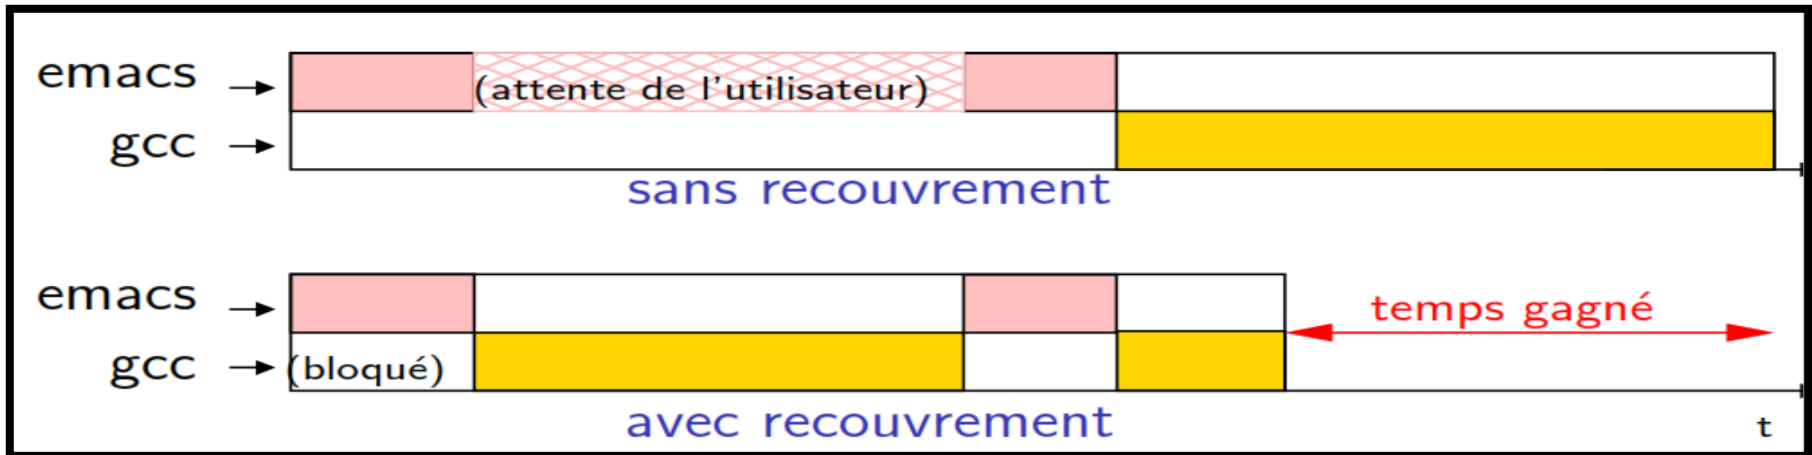 emacs
(attente de l'utilisateur)
gcc
sans recouvrement
emacs
temps gagné
gcc
(bloqué)
avec recouvrement
t